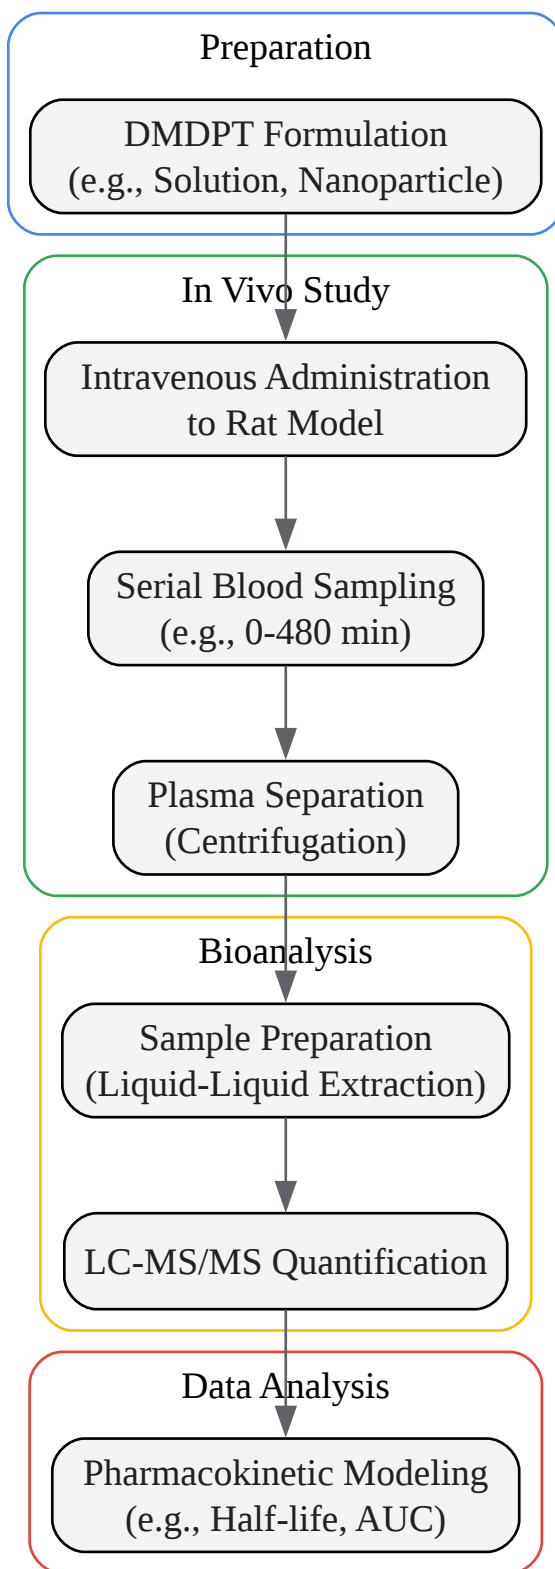 Preparation
DMDPT Formulation
(e.g., Solution, Nanoparticle)
In Vivo Study
Intravenous Administration
to Rat Model
Serial Blood Sampling
(e.g., 0-480 min)
Plasma Separation
(Centrifugation)
Bioanalysis
Sample Preparation
(Liquid-Liquid Extraction)
LC-MS/MS Quantification
Data Analysis
Pharmacokinetic Modeling
(e.g., Half-life, AUC)